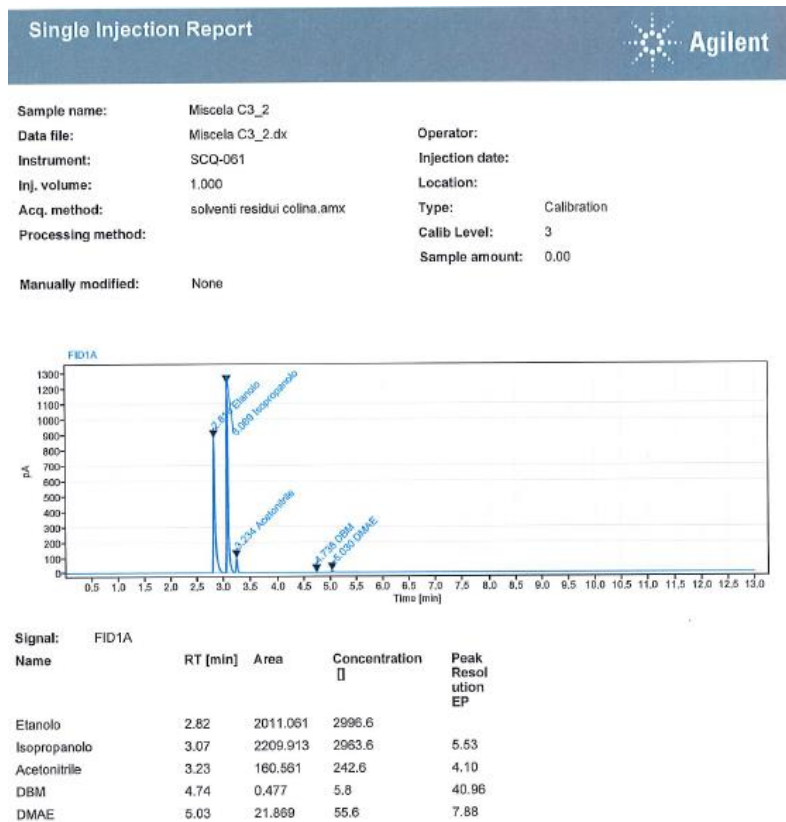 Single Injection Report
Agilent
Sample name: Miscela C3_2
Data file: Miscela C3_2.dx Operator:
Instrument: SCQ-061 Injection date:
Inj. volume: 1.000 Location:
Acq. method: solventi residui colina.amx Type: Calibration
Processing method: Calib Level: 3
Sample amount: 0.00
Manually modified: None
FID1A
1300
1200
1100
1000
900
800
700
600
500
400
300
200
100
0
pA
Etanolo
Isopropanolo
3.234 Acetonitrile
4.738 DBM
5.030 DMAE
0.5 1.0 1.5 2.0 2.5 3.0 3.5 4.0 4.5 5.0 5.5 6.0 6.5 7.0 7.5 8.0 8.5 9.0 9.5 10.0 10.5 11.0 11.5 12.0 12.5 13.0
Time [min]
Signal: FID1A
Name RT [min] Area Concentration [] Peak Resol ution EP
Etanolo 2.82 2011.061 2996.6
Isopropanolo 3.07 2209.913 2963.6 5.53
Acetonitrile 3.23 160.561 242.6 4.10
DBM 4.74 0.477 5.8 40.96
DMAE 5.03 21.869 55.6 7.88